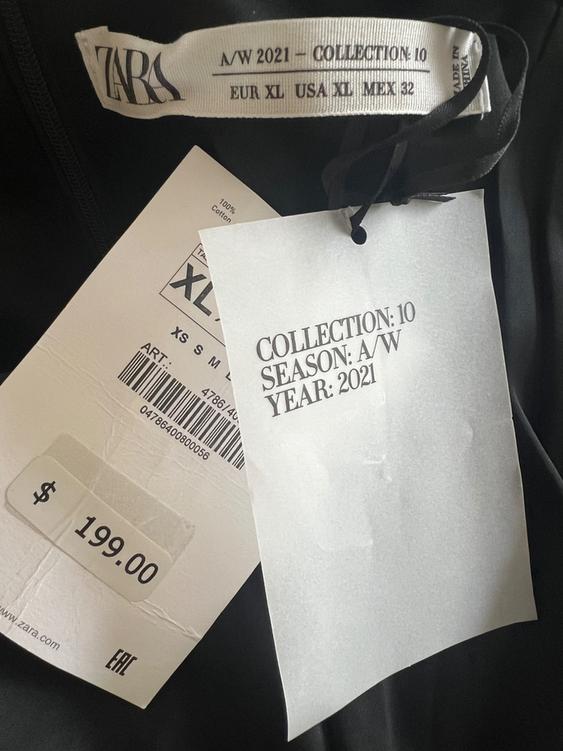 ZARA
A/W 2021 – COLLECTION: 10
EUR XL USA XL MEX 32
MADE IN
CHINA
100%
Cotton
XL
XS S M
ART.:
4786/40
04786400800056
$ 199.00
www.zara.com
EAC
COLLECTION: 10
SEASON: A/W
YEAR: 2021